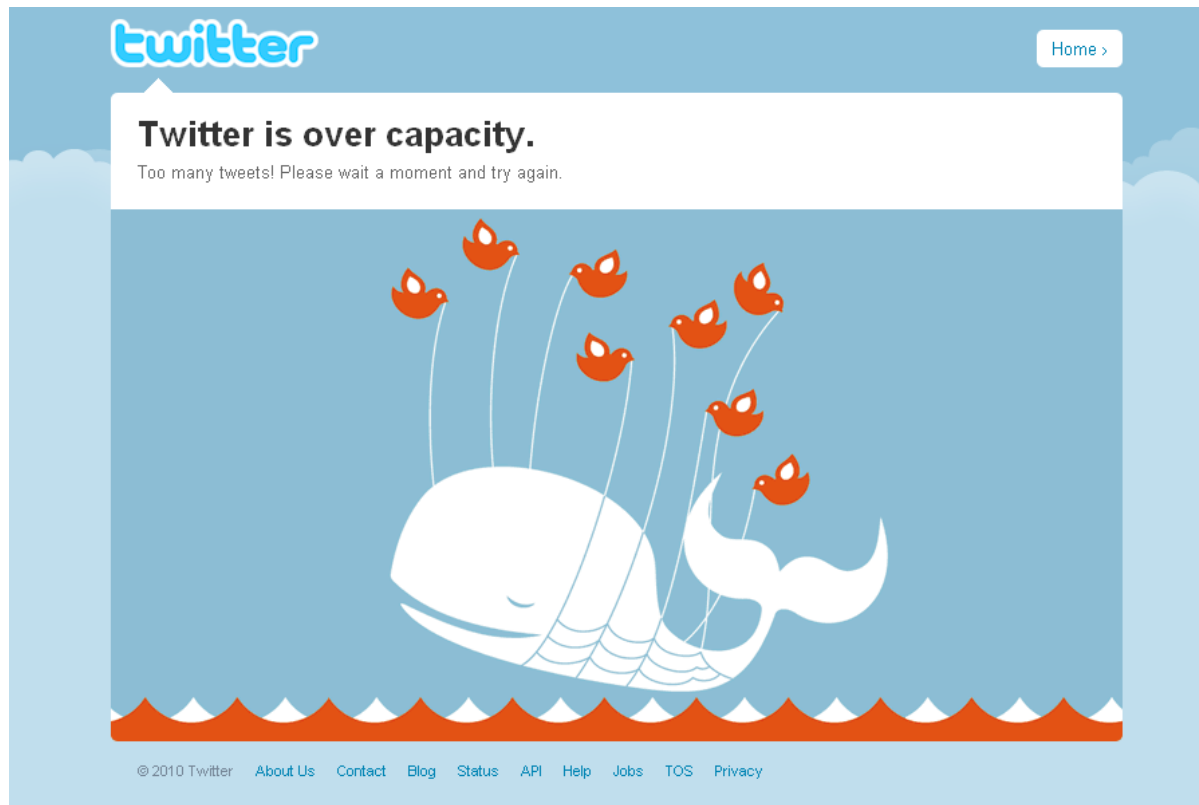 twitter
Home ›
Twitter is over capacity.
Too many tweets! Please wait a moment and try again.
© 2010 Twitter About Us Contact Blog Status API Help Jobs TOS Privacy